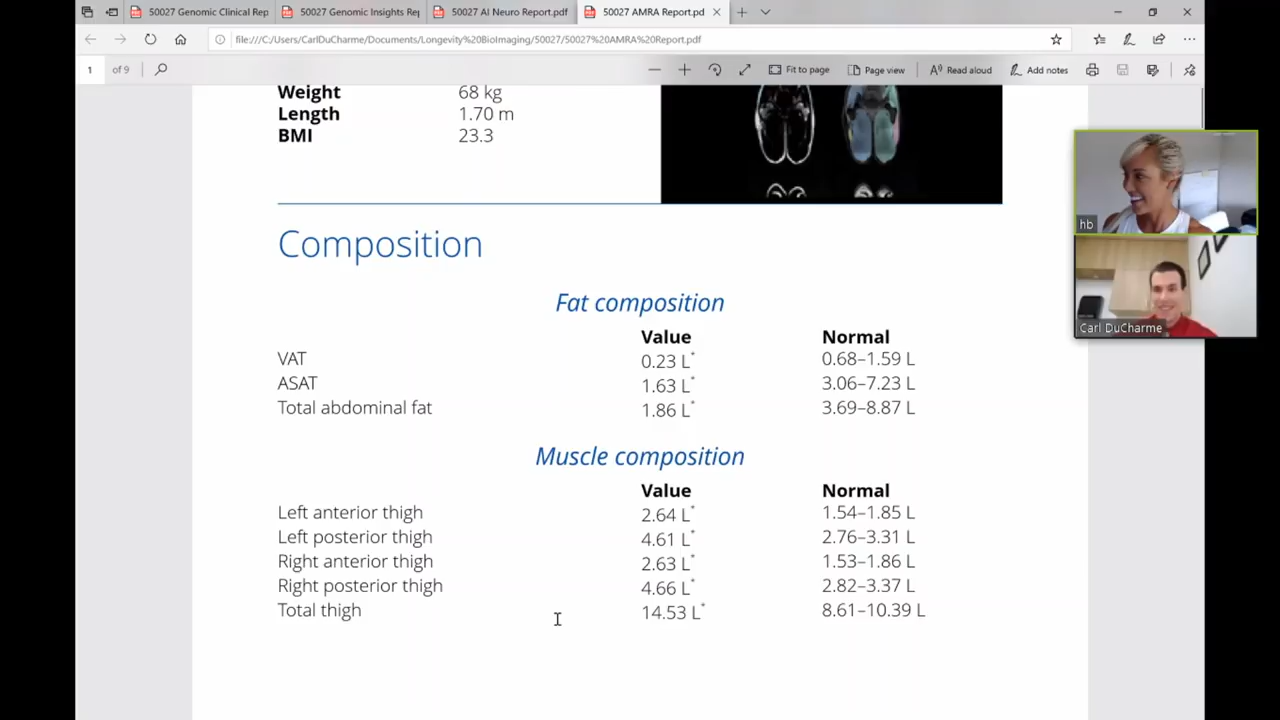 50027 Genomic Clinical Rep
50027 Genomic Insights Rep
50027 AI Neuro Report.pdf
50027 AMRA Report.pd
file:///C:/Users/CarlDuCharme/Documents/Longevity%20BioImaging/50027/50027%20AMRA%20Report.pdf
1 of 9
Fit to page
Page view
Read aloud
Add notes
Weight 68 kg
Length 1.70 m
BMI 23.3
hb
Carl DuCharme
Composition
Fat composition
Value Normal
VAT 0.23 L* 0.68–1.59 L
ASAT 1.63 L* 3.06–7.23 L
Total abdominal fat 1.86 L* 3.69–8.87 L
Muscle composition
Value Normal
Left anterior thigh 2.64 L* 1.54–1.85 L
Left posterior thigh 4.61 L* 2.76–3.31 L
Right anterior thigh 2.63 L* 1.53–1.86 L
Right posterior thigh 4.66 L* 2.82–3.37 L
Total thigh 14.53 L* 8.61–10.39 L